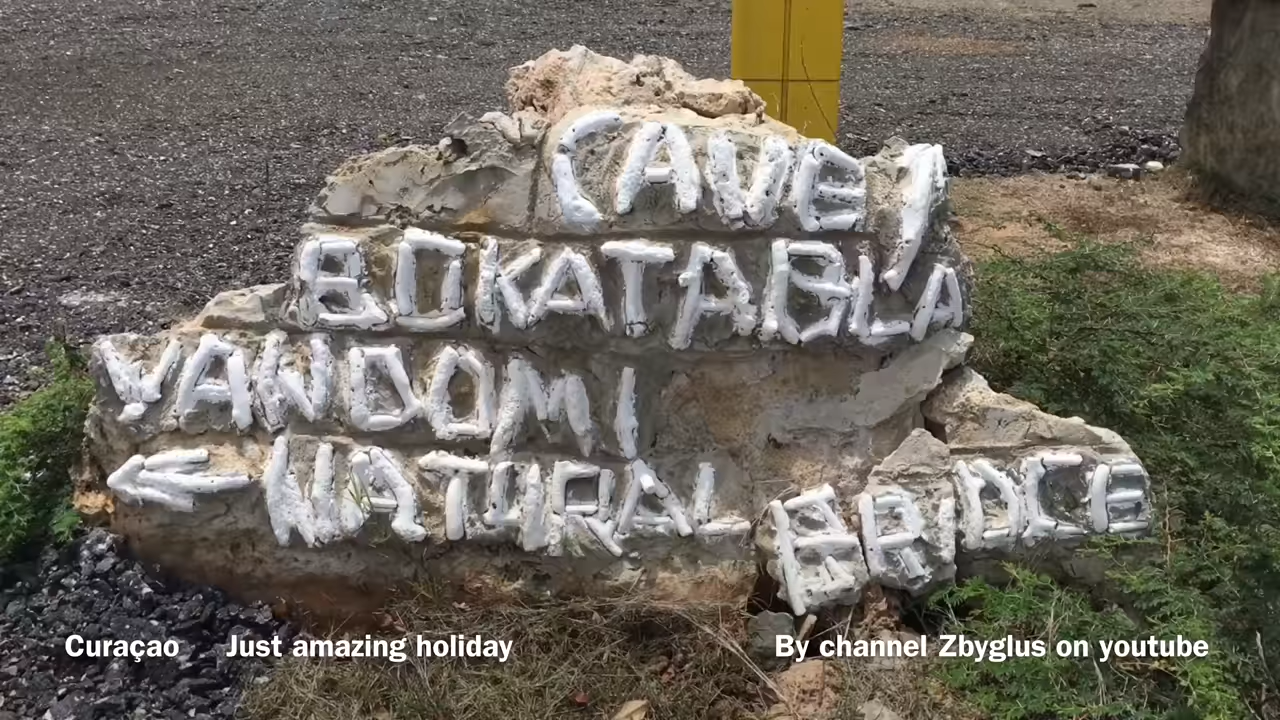 CAVE!
BOKATABLA
WANDOMI
← NATURAL BRIDGE
Curaçao Just amazing holiday
By channel Zbyglus on youtube